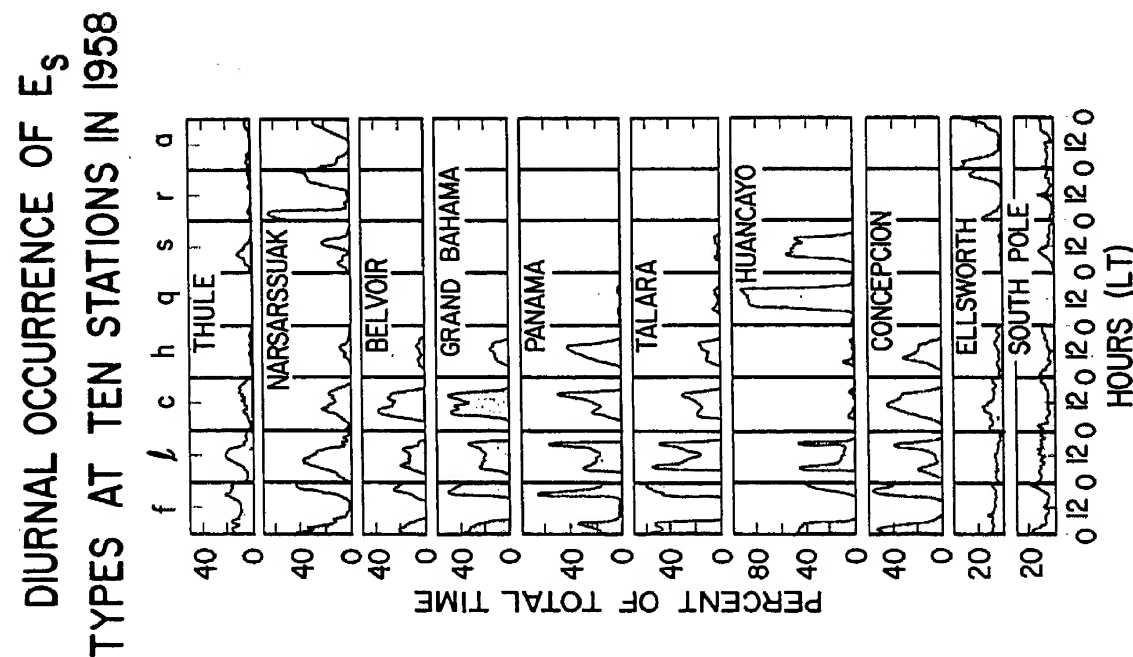 DIURNAL OCCURRENCE OF Es
TYPES AT TEN STATIONS IN 1958
f l c h q s r a
THULE
40
0
NARSARSSUAK
40
0
BELVOIR
40
0
GRAND BAHAMA
40
0
PANAMA
40
0
TALARA
40
0
HUANCAYO
80
40
0
CONCEPCION
40
0
ELLSWORTH
20
SOUTH POLE
20
0 12 0 12 0 12 0 12 0 12 0 12 0 12 0 12 0
HOURS (LT)
PERCENT OF TOTAL TIME